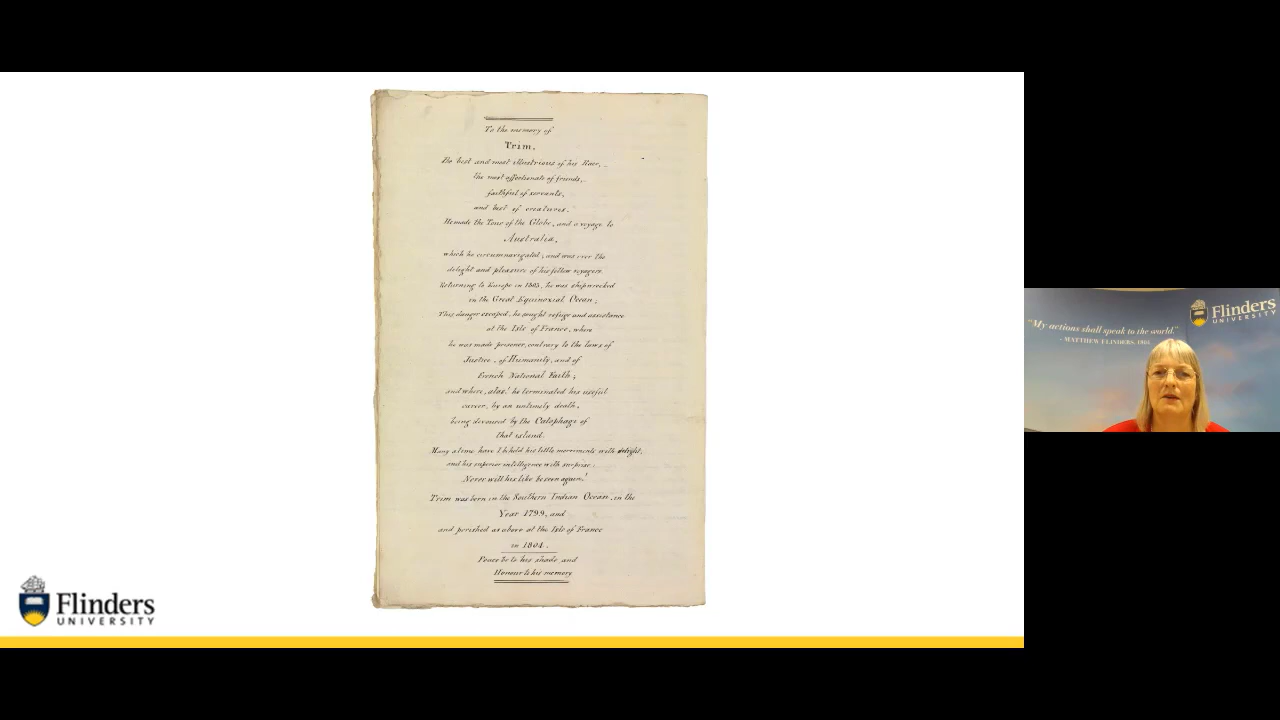 To the memory of
Trim,
The best and most illustrious of his Race,_
the most affectionate of friends,_
faithful of servants,
and best of creatures.
He made the Tour of the Globe, and a voyage to
Australia,
which he circumnavigated; and was ever the
delight and pleasure of his fellow voyagers.
Returning to Europe in 1803, he was shipwrecked
in the Great Equinoxial Ocean;
This danger escaped, he sought refuge and assistance
at the Isle of France, where
he was made prisoner, contrary to the laws of
Justice, of Humanity, and of
French National Faith;
and where, alas! he terminated his useful
career, by an untimely death,
being devoured by the Catophagi of
that island.
Many a time have I beheld his little merriments with delight,
and his superior intelligence with surprise:
Never will his like be seen again!
Trim was born in the Southern Indian Ocean, in the
Year 1799, and
and perished as above at the Isle of France
in 1804.
Peace be to his shade, and
Honour to his memory
Flinders
UNIVERSITY
Flinders
UNIVERSITY
"My actions shall speak to the world."
- MATTHEW FLINDERS,